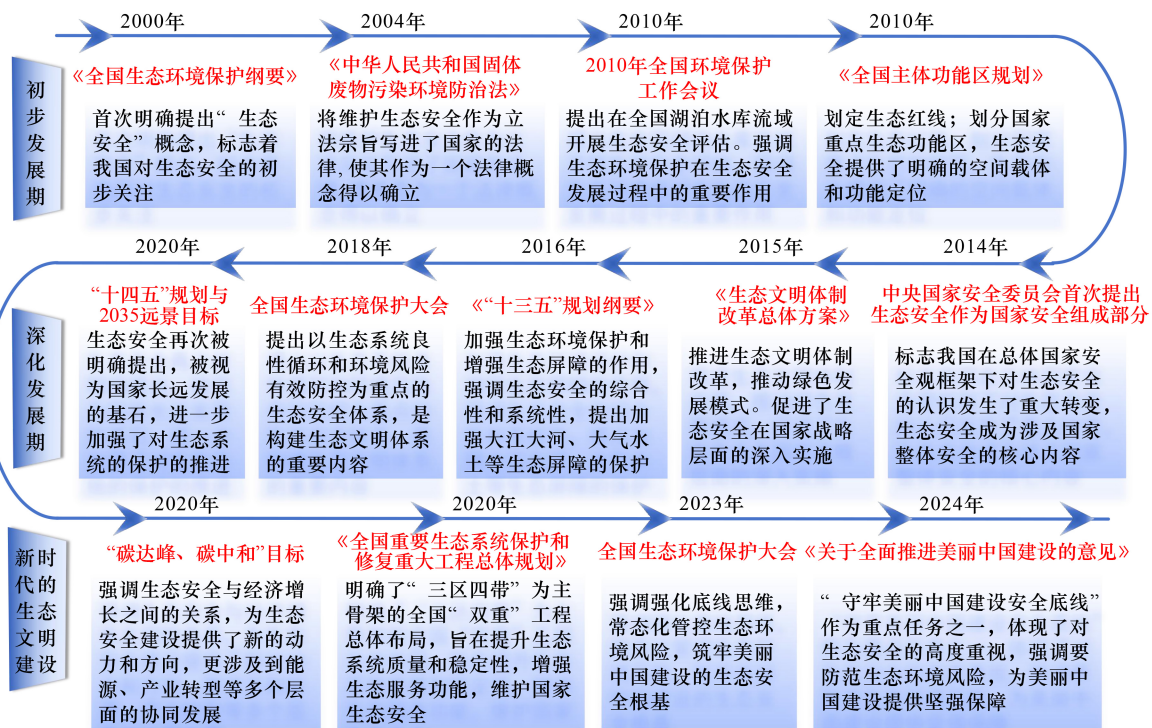 2000年
2004年
2010年
2010年
初步发展期
《全国生态环境保护纲要》
首次明确提出“生态
安全”概念，标志着
我国对生态安全的初
步关注
《中华人民共和国固体
废物污染环境防治法》
将维护生态安全作为立
法宗旨写进了国家的法
律,使其作为一个法律概
念得以确立
2010年全国环境保护
工作会议
提出在全国湖泊水库流域
开展生态安全评估。强调
生态环境保护在生态安全
发展过程中的重要作用
《全国主体功能区规划》
划定生态红线；划分国家
重点生态功能区，生态安
全提供了明确的空间载体
和功能定位
2020年
2018年
2016年
2015年
2014年
深化发展期
“十四五”规划与
2035远景目标
生态安全再次被
明确提出，被视
为国家长远发展
的基石，进一步
加强了对生态系
统的保护的推进
全国生态环境保护大会
提出以生态系统良
性循环和环境风险
有效防控为重点的
生态安全体系，是
构建生态文明体系
的重要内容
《“十三五”规划纲要》
加强生态环境保护和
增强生态屏障的作用，
强调生态安全的综合
性和系统性，提出加
强大江大河、大气水
土等生态屏障的保护
《生态文明体制
改革总体方案》
推进生态文明体制
改革，推动绿色发
展模式。促进了生
态安全在国家战略
层面的深入实施
中央国家安全委员会首次提出
生态安全作为国家安全组成部分
标志我国在总体国家安
全观框架下对生态安全
的认识发生了重大转变，
生态安全成为涉及国家
整体安全的核心内容
2020年
2020年
2023年
2024年
新时代的生态文明建设
“碳达峰、碳中和”目标
强调生态安全与经济增
长之间的关系，为生态
安全建设提供了新的动
力和方向，更涉及到能
源、产业转型等多个层
面的协同发展
《全国重要生态系统保护和
修复重大工程总体规划》
明确了“三区四带”为主
骨架的全国“双重”工程
总体布局，旨在提升生态
系统质量和稳定性，增强
生态服务功能，维护国家
生态安全
全国生态环境保护大会
强调强化底线思维，
常态化管控生态环
境风险，筑牢美丽
中国建设的生态安
全根基
《关于全面推进美丽中国建设的意见》
“守牢美丽中国建设安全底线”
作为重点任务之一，体现了对
生态安全的高度重视，强调要
防范生态环境风险，为美丽中
国建设提供坚强保障